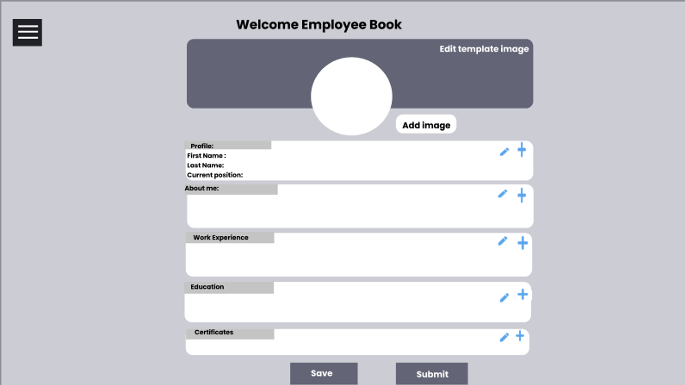 Welcome Employee Book
Edit template image
Add image
Profile:
First Name :
Last Name:
Current position:
About me:
Work Experience
Education
Certificates
Save
Submit